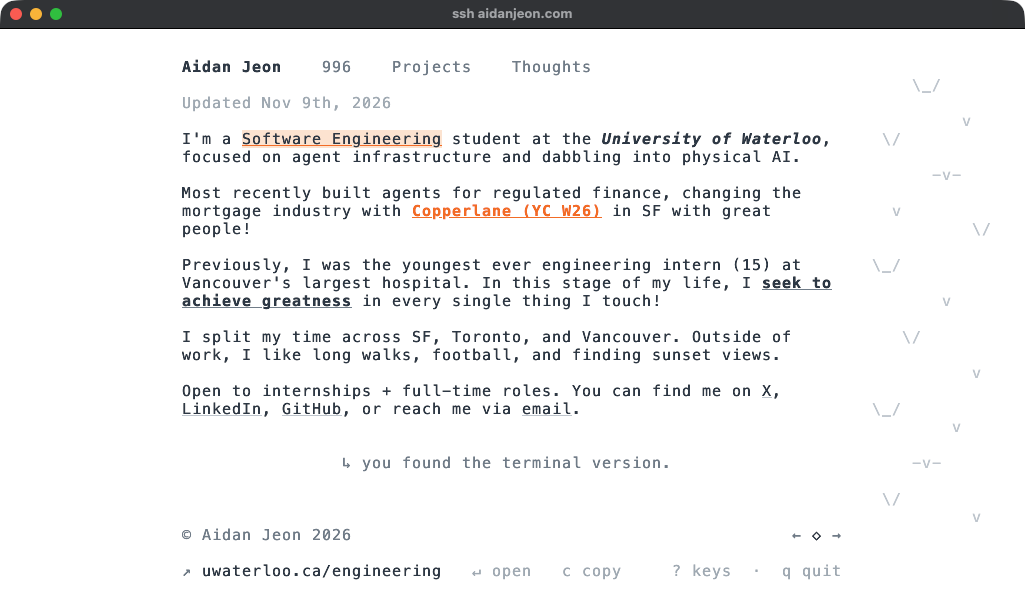 ssh aidanjeon.com
Aidan Jeon 996 Projects Thoughts
Updated Nov 9th, 2026
I'm a Software Engineering student at the University of Waterloo,
focused on agent infrastructure and dabbling into physical AI.
Most recently built agents for regulated finance, changing the
mortgage industry with Copperlane (YC W26) in SF with great
people!
Previously, I was the youngest ever engineering intern (15) at
Vancouver's largest hospital. In this stage of my life, I seek to
achieve greatness in every single thing I touch!
I split my time across SF, Toronto, and Vancouver. Outside of
work, I like long walks, football, and finding sunset views.
Open to internships + full-time roles. You can find me on X,
LinkedIn, GitHub, or reach me via email.
↳ you found the terminal version.
© Aidan Jeon 2026 ← ◇ →
↗ uwaterloo.ca/engineering ↵ open c copy ? keys · q quit
\_/
v
\/
-v-
v
\/
\_/
v
\/
v
\_/
v
-v-
\/
v